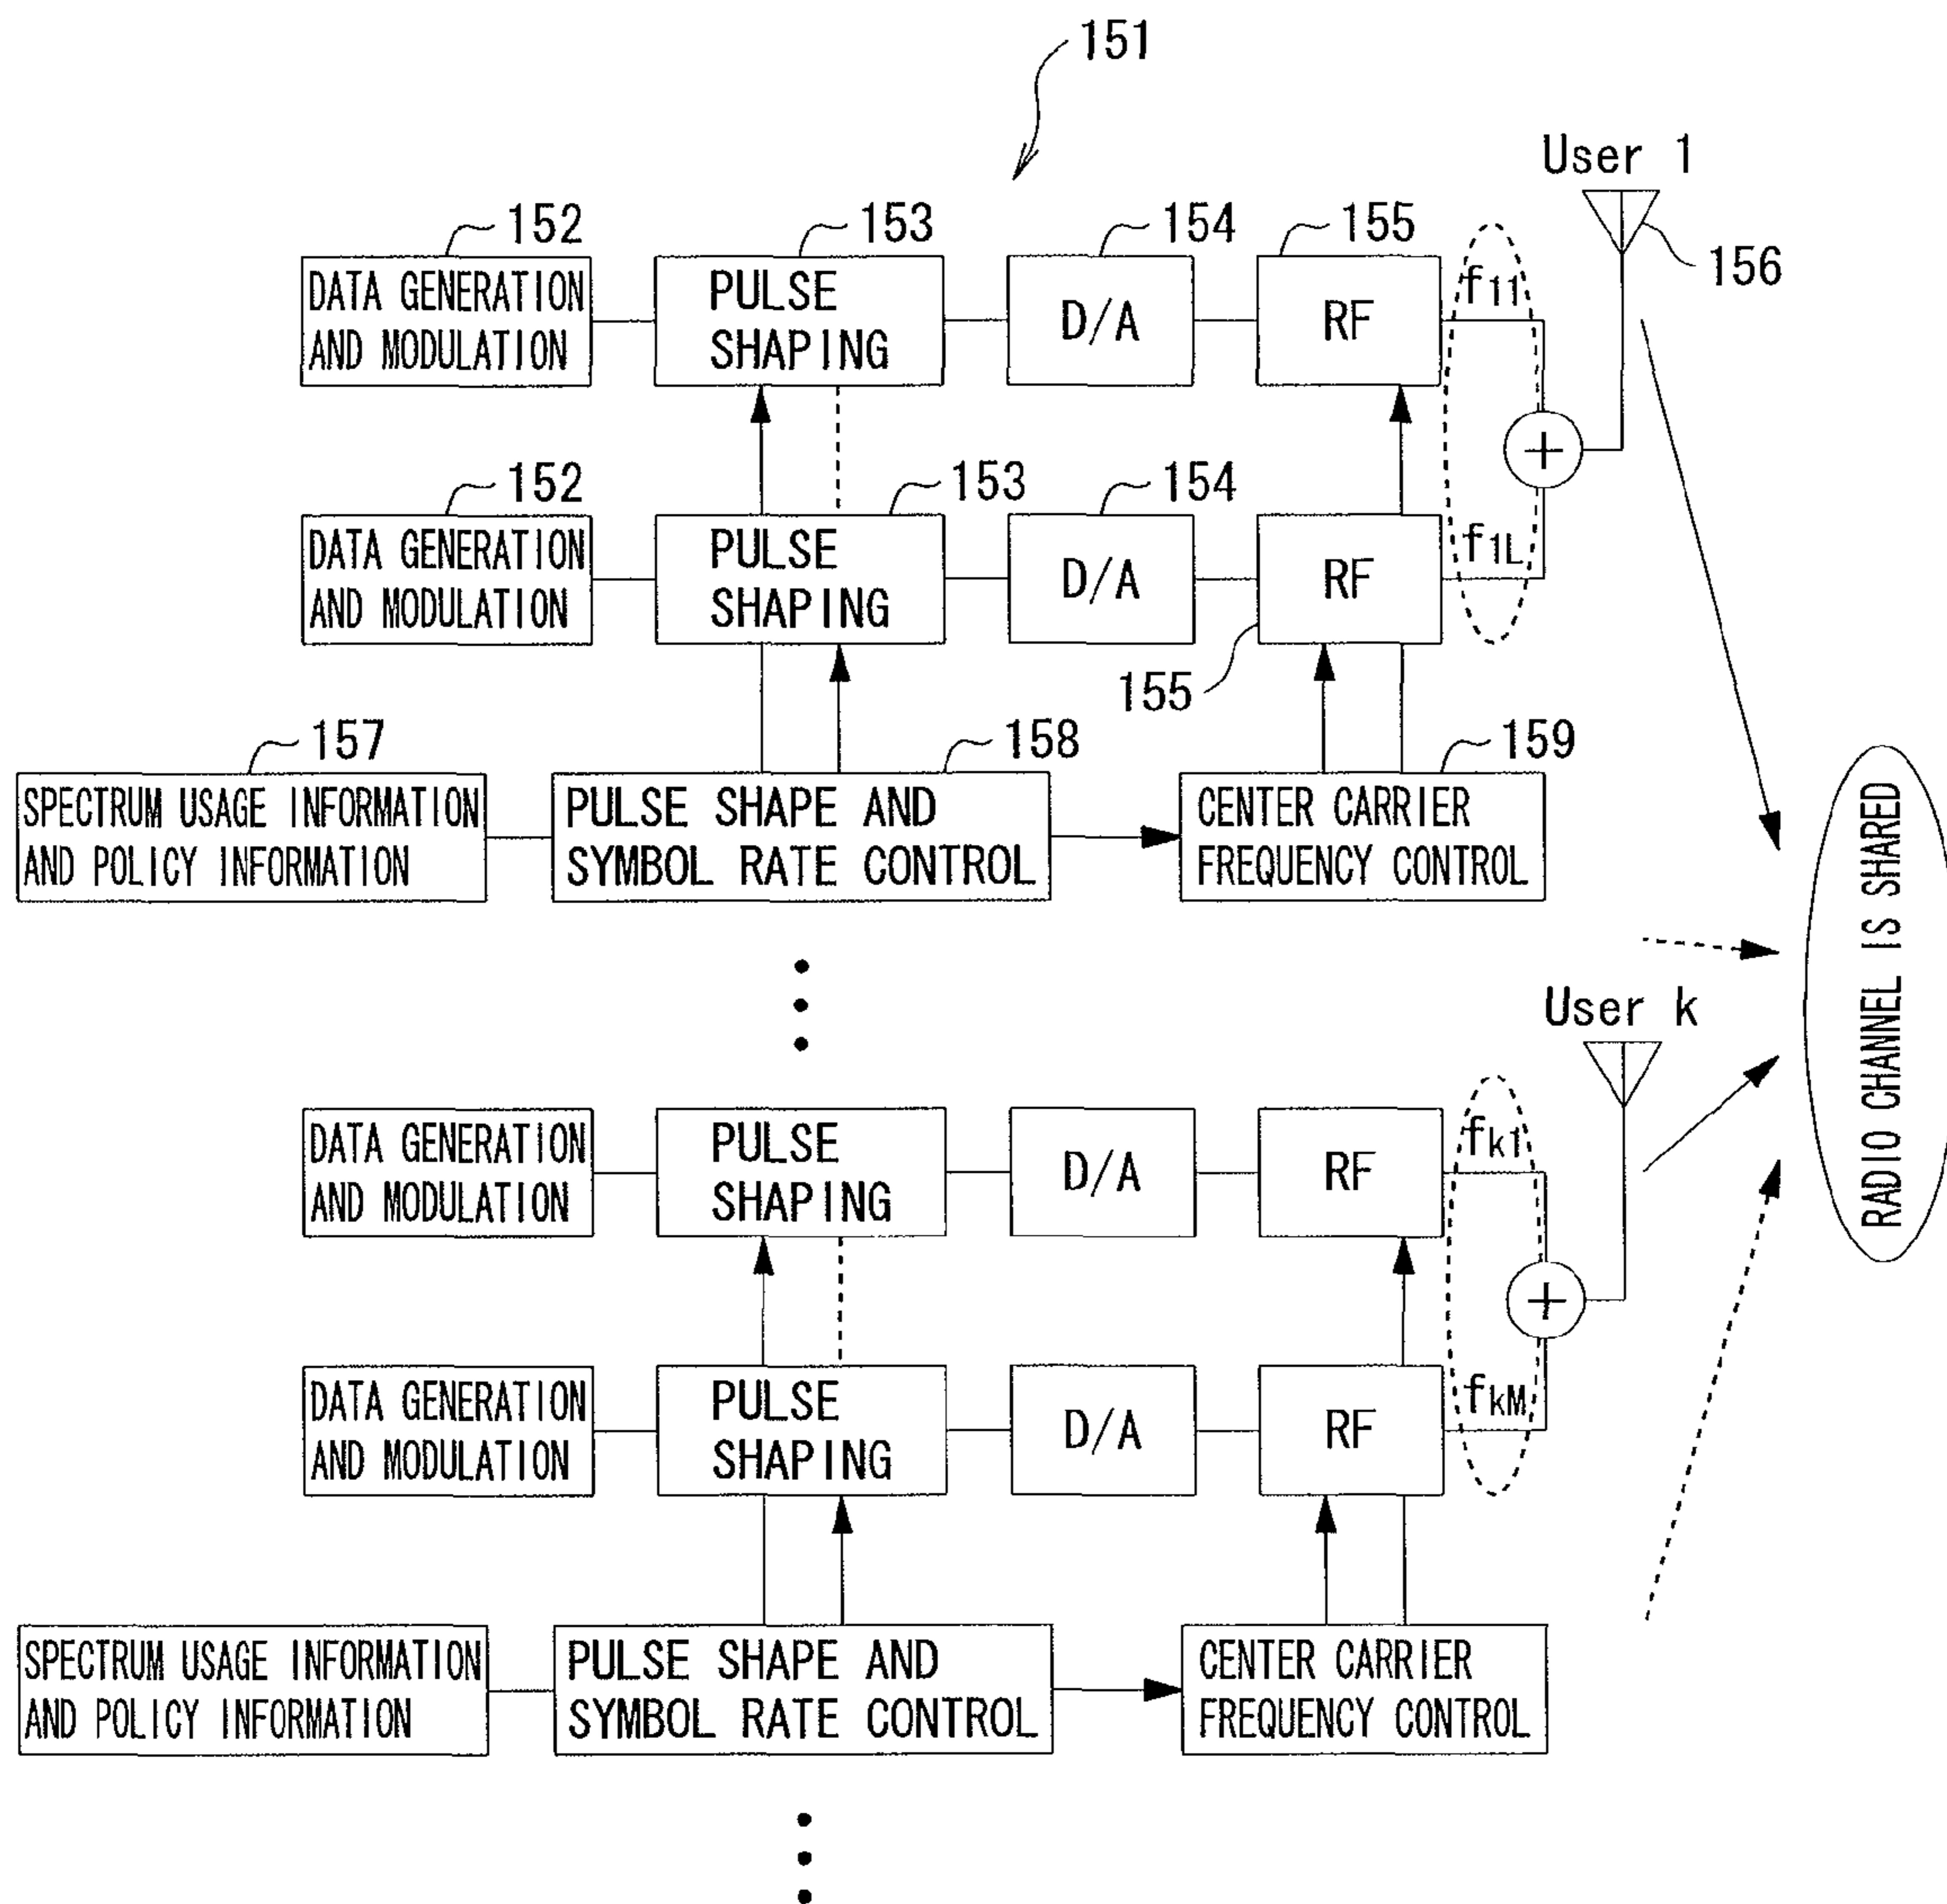 151
User 1
152
153
154
155
156
DATA GENERATION
AND MODULATION
PULSE
SHAPING
D/A
RF
f11
152
153
154
DATA GENERATION
AND MODULATION
PULSE
SHAPING
D/A
RF
f1L
155
157
158
159
SPECTRUM USAGE INFORMATION
AND POLICY INFORMATION
PULSE SHAPE AND
SYMBOL RATE CONTROL
CENTER CARRIER
FREQUENCY CONTROL
RADIO CHANNEL IS SHARED
User k
DATA GENERATION
AND MODULATION
PULSE
SHAPING
D/A
RF
fk1
DATA GENERATION
AND MODULATION
PULSE
SHAPING
D/A
RF
fkM
SPECTRUM USAGE INFORMATION
AND POLICY INFORMATION
PULSE SHAPE AND
SYMBOL RATE CONTROL
CENTER CARRIER
FREQUENCY CONTROL